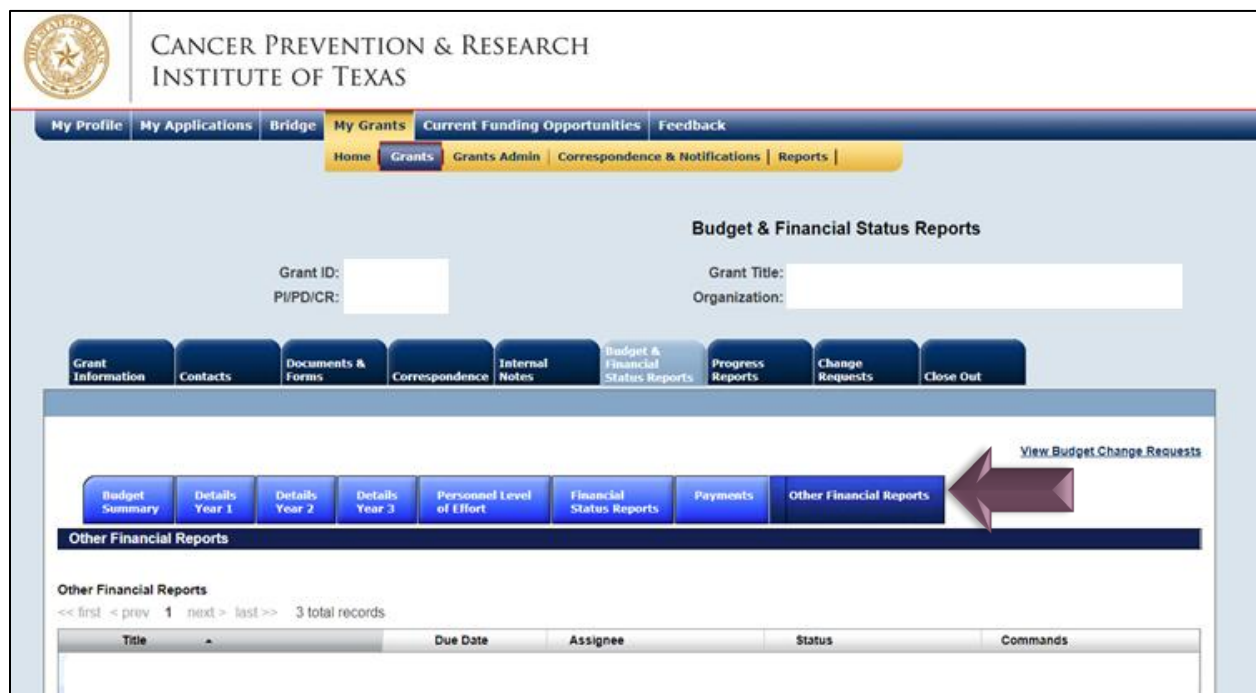 THE STATE OF TEXAS
CANCER PREVENTION & RESEARCH
INSTITUTE OF TEXAS
My Profile My Applications Bridge My Grants Current Funding Opportunities Feedback
Home Grants Grants Admin | Correspondence & Notifications | Reports |
Budget & Financial Status Reports
Grant ID: Grant Title:
PI/PD/CR: Organization:
Grant Information Contacts Documents & Forms Correspondence Internal Notes Budget & Financial Status Reports Progress Reports Change Requests Close Out
View Budget Change Requests
Budget Summary Details Year 1 Details Year 2 Details Year 3 Personnel Level of Effort Financial Status Reports Payments Other Financial Reports
Other Financial Reports
Other Financial Reports
<< first < prev 1 next > last >> 3 total records
Title Due Date Assignee Status Commands